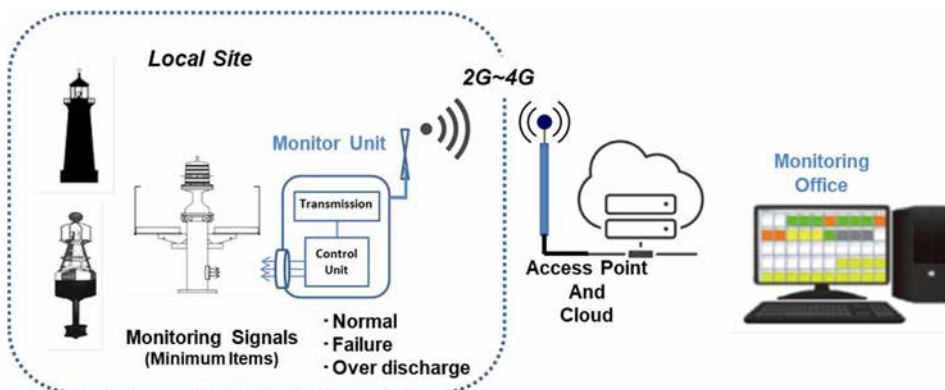 Local Site
2G~4G
Monitor Unit
Transmission
Control
Unit
Monitoring Signals
(Minimum Items)
· Normal
· Failure
· Over discharge
Access Point
And
Cloud
Monitoring
Office